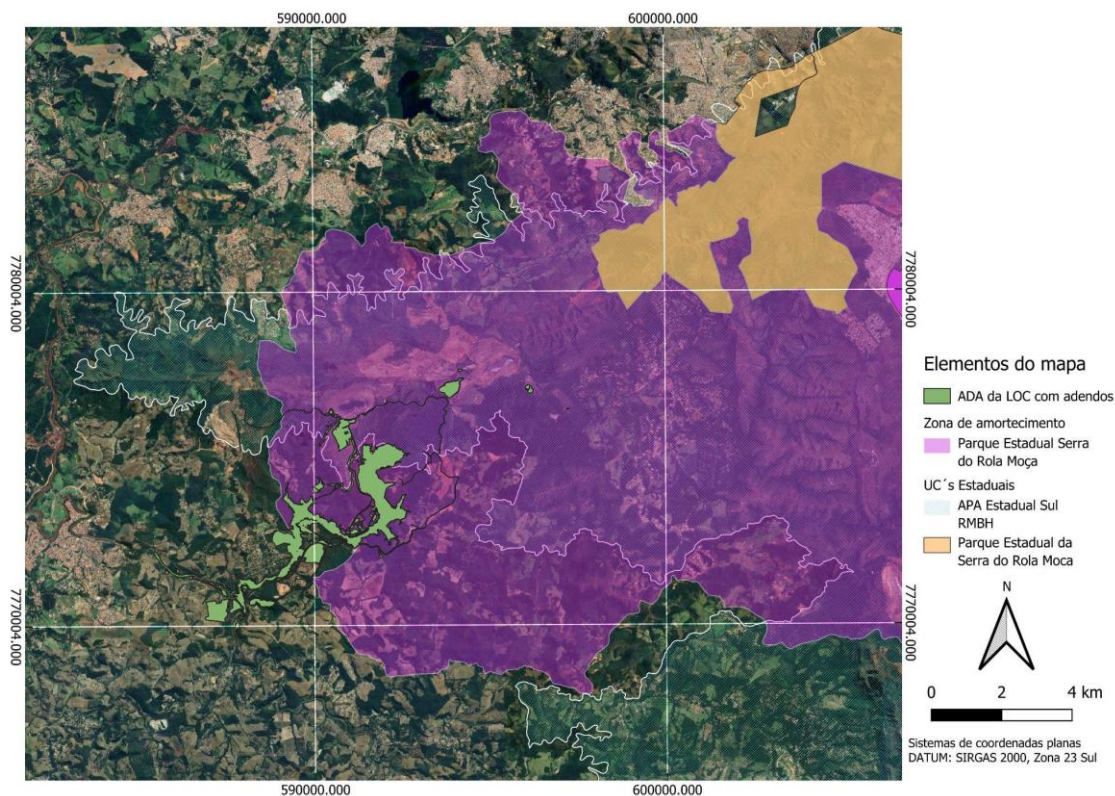 590000.000
600000.000
7780004.000
7780004.000
7770004.000
7770004.000
590000.000
600000.000
Elementos do mapa
ADA da LOC com adendos
Zona de amortecimento
Parque Estadual Serra
do Rola Moça
UC´s Estaduais
APA Estadual Sul
RMBH
Parque Estadual da
Serra do Rola Moca
N
0 2 4 km
Sistemas de coordenadas planas
DATUM: SIRGAS 2000, Zona 23 Sul